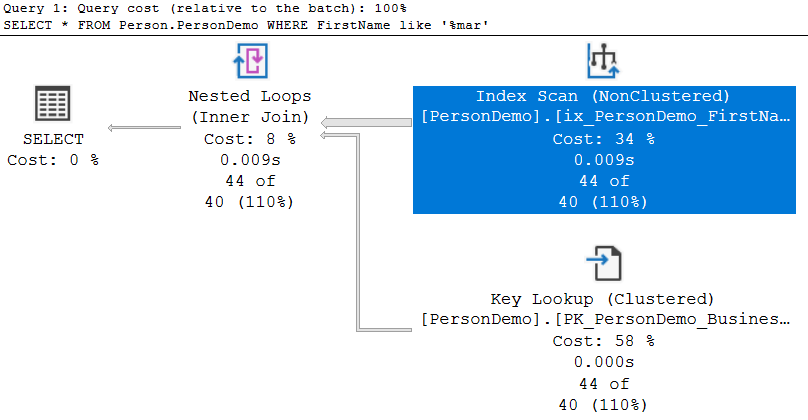 Query 1: Query cost (relative to the batch): 100%
SELECT * FROM Person.PersonDemo WHERE FirstName like '%mar'
SELECT
Cost: 0 %
Nested Loops
(Inner Join)
Cost: 8 %
0.009s
44 of
40 (110%)
Index Scan (NonClustered)
[PersonDemo].[ix_PersonDemo_FirstNa…
Cost: 34 %
0.009s
44 of
40 (110%)
Key Lookup (Clustered)
[PersonDemo].[PK_PersonDemo_Busines…
Cost: 58 %
0.000s
44 of
40 (110%)